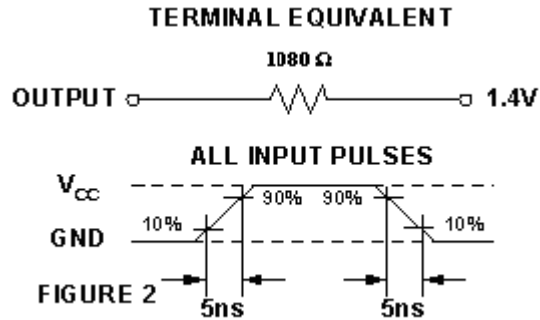 TERMINAL EQUIVALENT
1080 Ω
OUTPUT 1.4V
ALL INPUT PULSES
VCC
10% 90% 90% 10%
GND
FIGURE 2
5ns 5ns